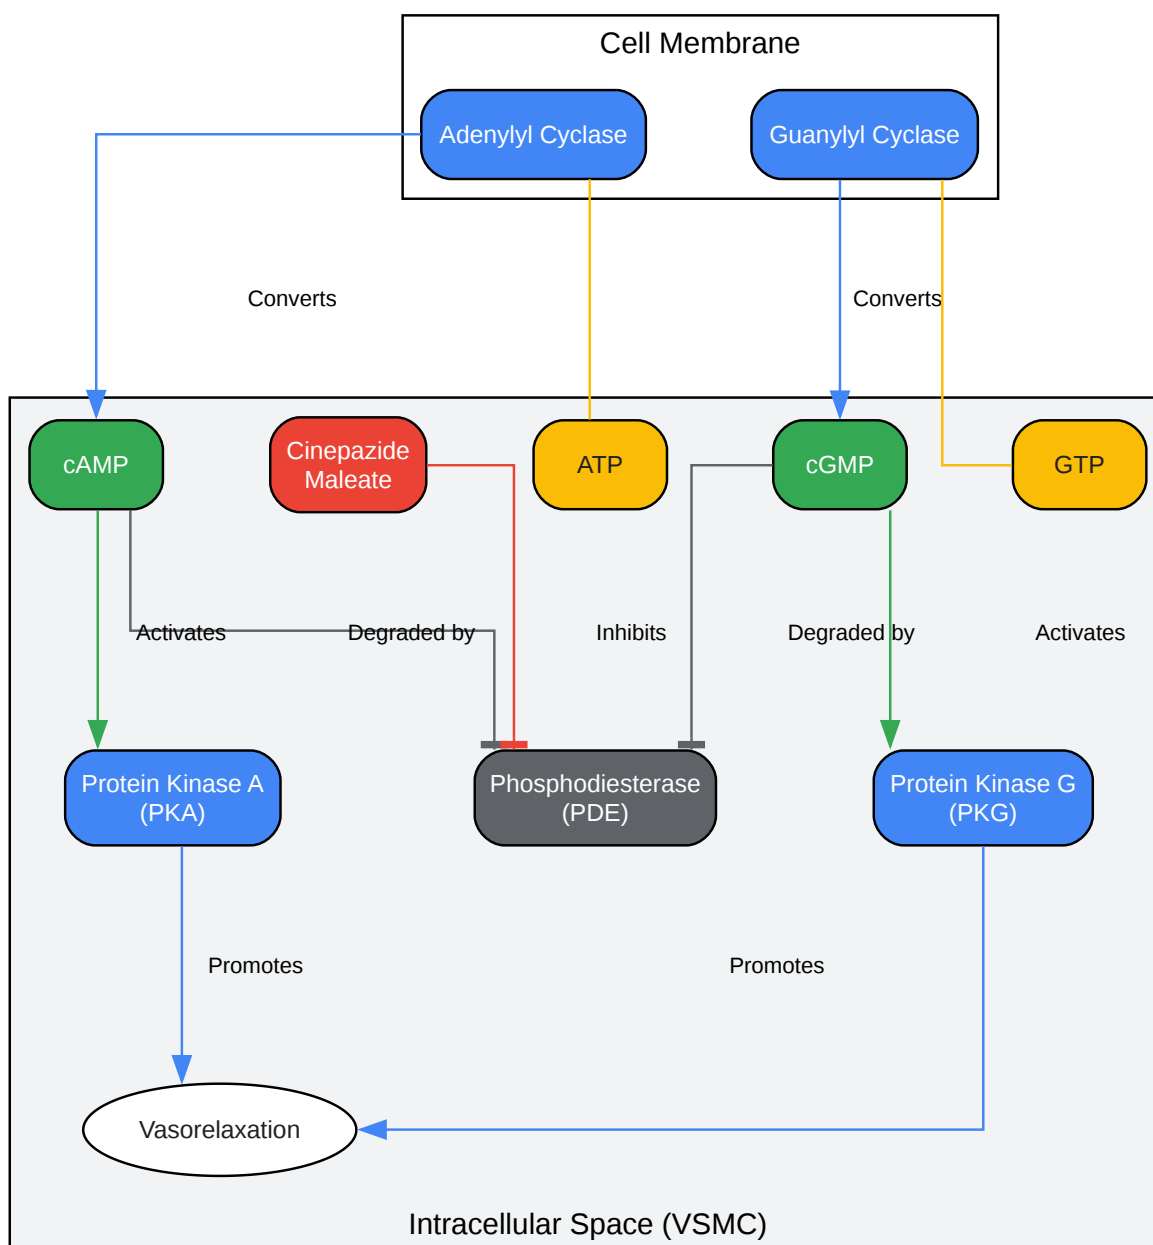 Cell Membrane
Adenylyl Cyclase
Guanylyl Cyclase
Converts
Converts
cAMP
Cinepazide
Maleate
ATP
cGMP
GTP
Activates
Degraded by
Inhibits
Degraded by
Activates
Protein Kinase A
(PKA)
Phosphodiesterase
(PDE)
Protein Kinase G
(PKG)
Promotes
Promotes
Vasorelaxation
Intracellular Space (VSMC)